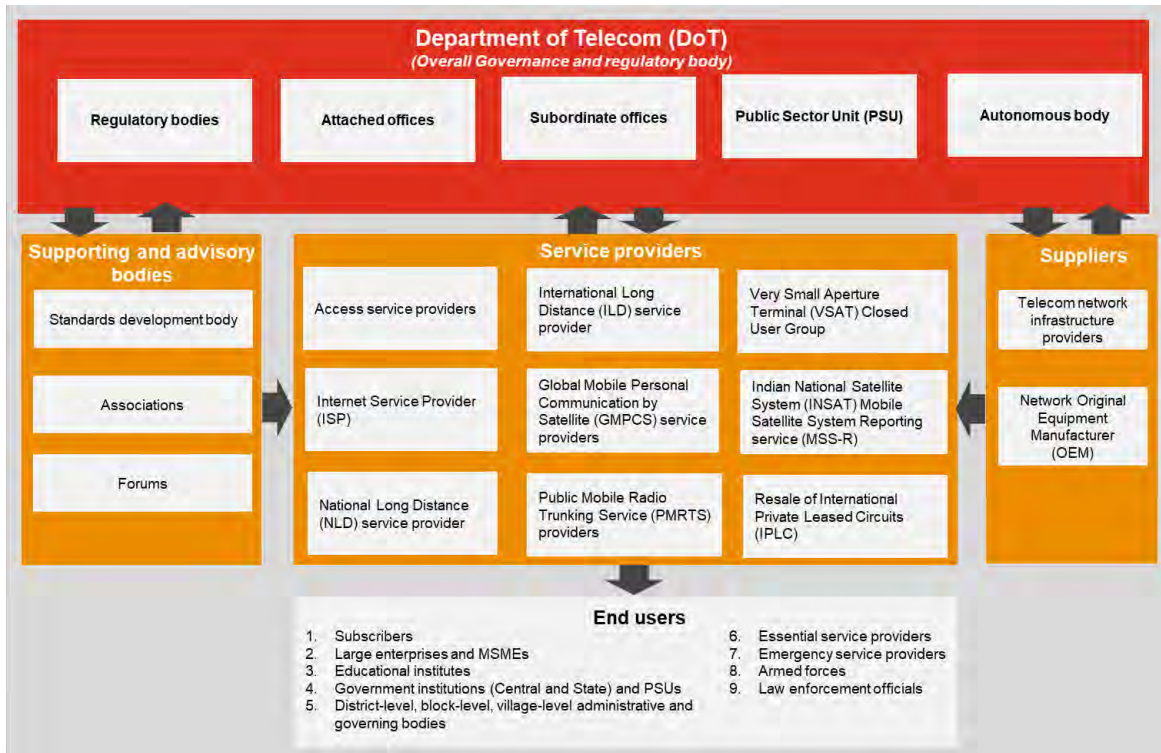 Department of Telecom (DoT)
(Overall Governance and regulatory body)
Regulatory bodies
Attached offices
Subordinate offices
Public Sector Unit (PSU)
Autonomous body
Supporting and advisory
bodies
Standards development body
Associations
Forums
Service providers
Access service providers
International Long
Distance (ILD) service
provider
Very Small Aperture
Terminal (VSAT) Closed
User Group
Internet Service Provider
(ISP)
Global Mobile Personal
Communication by
Satellite (GMPCS) service
providers
Indian National Satellite
System (INSAT) Mobile
Satellite System Reporting
service (MSS-R)
National Long Distance
(NLD) service provider
Public Mobile Radio
Trunking Service (PMRTS)
providers
Resale of International
Private Leased Circuits
(IPLC)
Suppliers
Telecom network
infrastructure
providers
Network Original
Equipment
Manufacturer
(OEM)
End users
1. Subscribers
2. Large enterprises and MSMEs
3. Educational institutes
4. Government institutions (Central and State) and PSUs
5. District-level, block-level, village-level administrative and
governing bodies
6. Essential service providers
7. Emergency service providers
8. Armed forces
9. Law enforcement officials